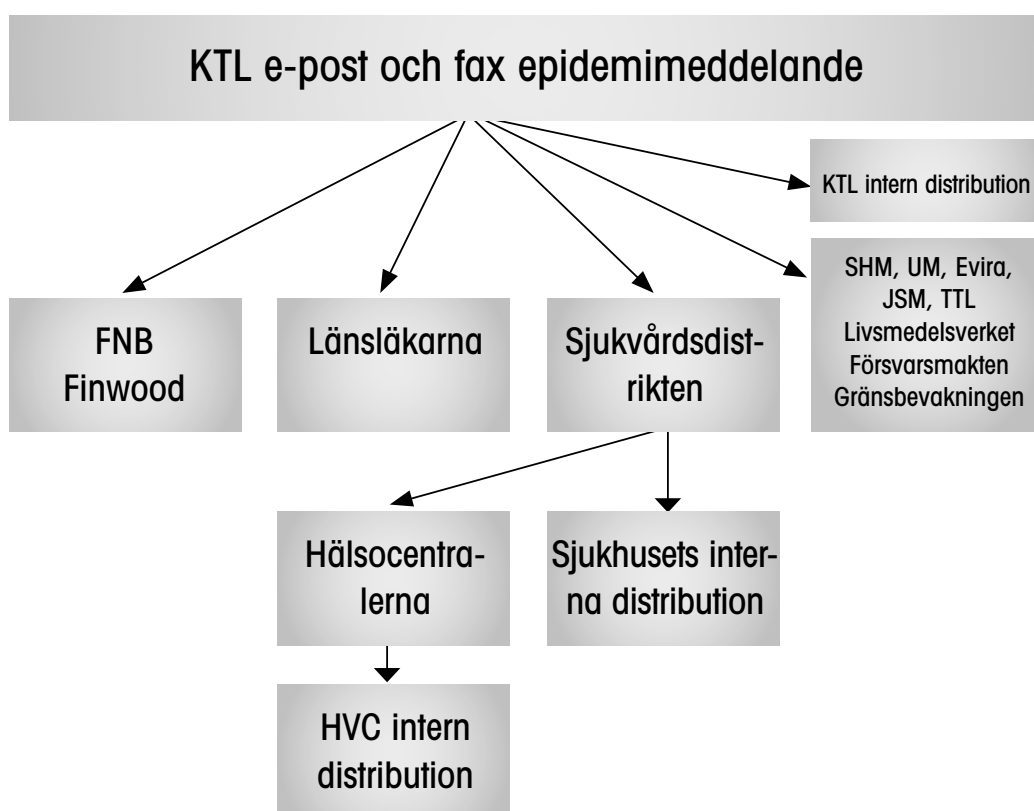 KTL e-post och fax epidemimeddelande
KTL intern distribution
SHM, UM, Evira,
JSM, TTL
Livsmedelsverket
Försvarsmakten
Gränsbevakningen
FNB
Finwood
Länsläkarna
Sjukvårdsdist-
rikten
Hälsocentra-
lerna
Sjukhusets inter-
na distribution
HVC intern
distribution